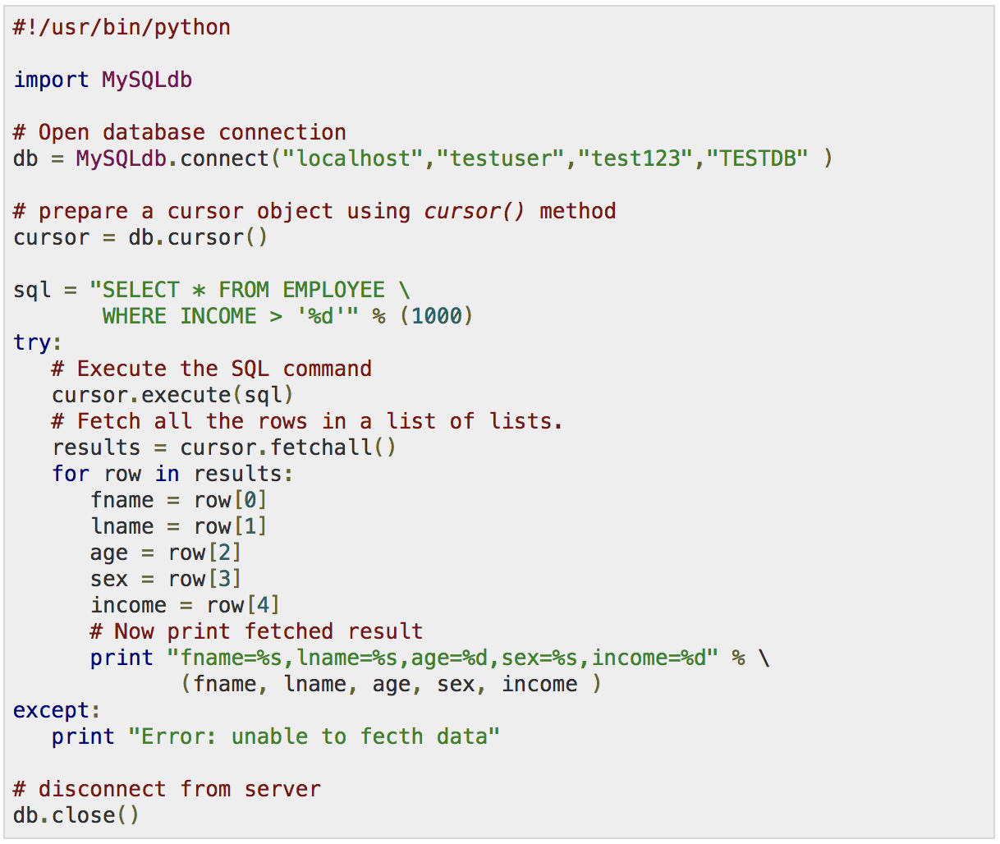 #!/usr/bin/python
import MySQLdb
# Open database connection
db = MySQLdb.connect("localhost","testuser","test123","TESTDB" )
# prepare a cursor object using cursor() method
cursor = db.cursor()
sql = "SELECT * FROM EMPLOYEE \
       WHERE INCOME > '%d'" % (1000)
try:
   # Execute the SQL command
   cursor.execute(sql)
   # Fetch all the rows in a list of lists.
   results = cursor.fetchall()
   for row in results:
      fname = row[0]
      lname = row[1]
      age = row[2]
      sex = row[3]
      income = row[4]
      # Now print fetched result
      print "fname=%s,lname=%s,age=%d,sex=%s,income=%d" % \
             (fname, lname, age, sex, income )
except:
   print "Error: unable to fecth data"
# disconnect from server
db.close()